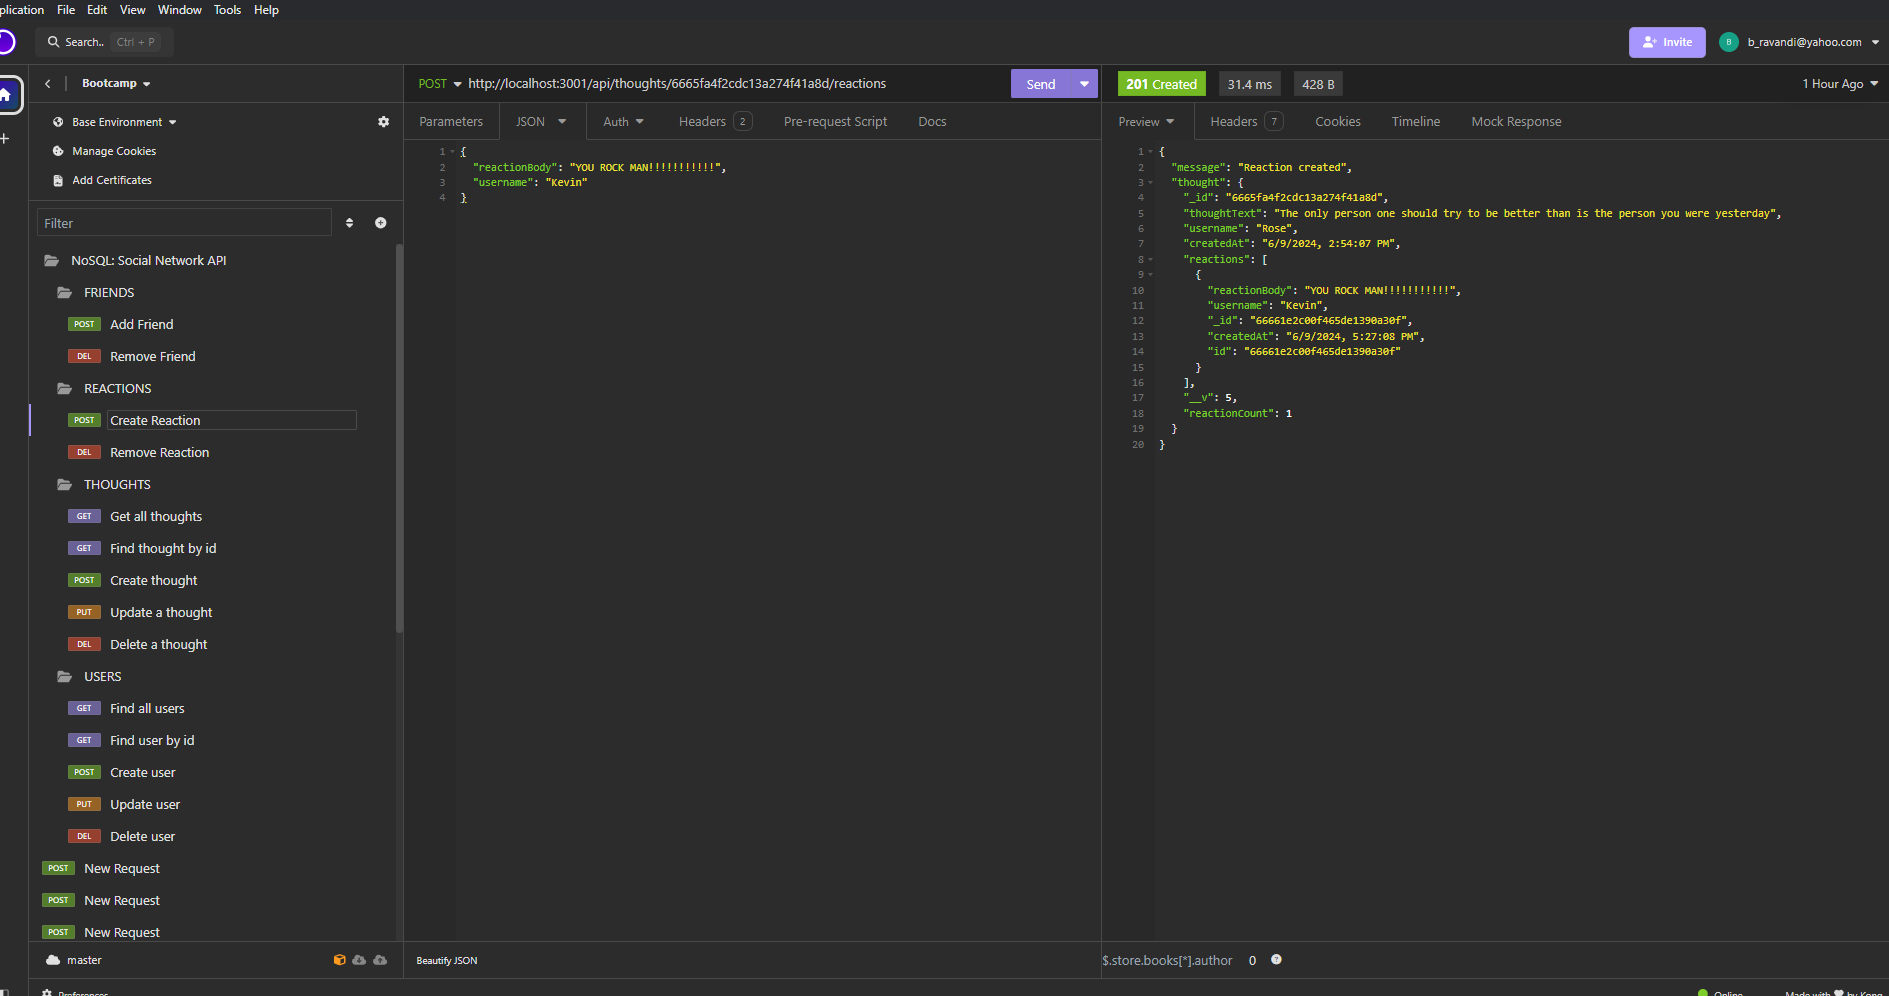 plication File Edit View Window Tools Help
Search.. Ctrl + P
Invite
B b_ravandi@yahoo.com
Bootcamp
Base Environment
Manage Cookies
Add Certificates
Filter
NoSQL: Social Network API
FRIENDS
POST Add Friend
DEL Remove Friend
REACTIONS
POST Create Reaction
DEL Remove Reaction
THOUGHTS
GET Get all thoughts
GET Find thought by id
POST Create thought
PUT Update a thought
DEL Delete a thought
USERS
GET Find all users
GET Find user by id
POST Create user
PUT Update user
DEL Delete user
POST New Request
POST New Request
POST New Request
master
Preferences
POST http://localhost:3001/api/thoughts/6665fa4f2cdc13a274f41a8d/reactions Send
Parameters JSON Auth Headers 2 Pre-request Script Docs
1 {
2 "reactionBody": "YOU ROCK MAN!!!!!!!!!!!",
3 "username": "Kevin"
4 }
Beautify JSON
201 Created 31.4 ms 428 B 1 Hour Ago
Preview Headers 7 Cookies Timeline Mock Response
1 {
2 "message": "Reaction created",
3 "thought": {
4 "_id": "6665fa4f2cdc13a274f41a8d",
5 "thoughtText": "The only person one should try to be better than is the person you were yesterday",
6 "username": "Rose",
7 "createdAt": "6/9/2024, 2:54:07 PM",
8 "reactions": [
9 {
10 "reactionBody": "YOU ROCK MAN!!!!!!!!!!!",
11 "username": "Kevin",
12 "_id": "66661e2c00f465de1390a30f",
13 "createdAt": "6/9/2024, 5:27:08 PM",
14 "id": "66661e2c00f465de1390a30f"
15 }
16 ],
17 "__v": 5,
18 "reactionCount": 1
19 }
20 }
$.store.books[*].author 0
Online Made with by Kong